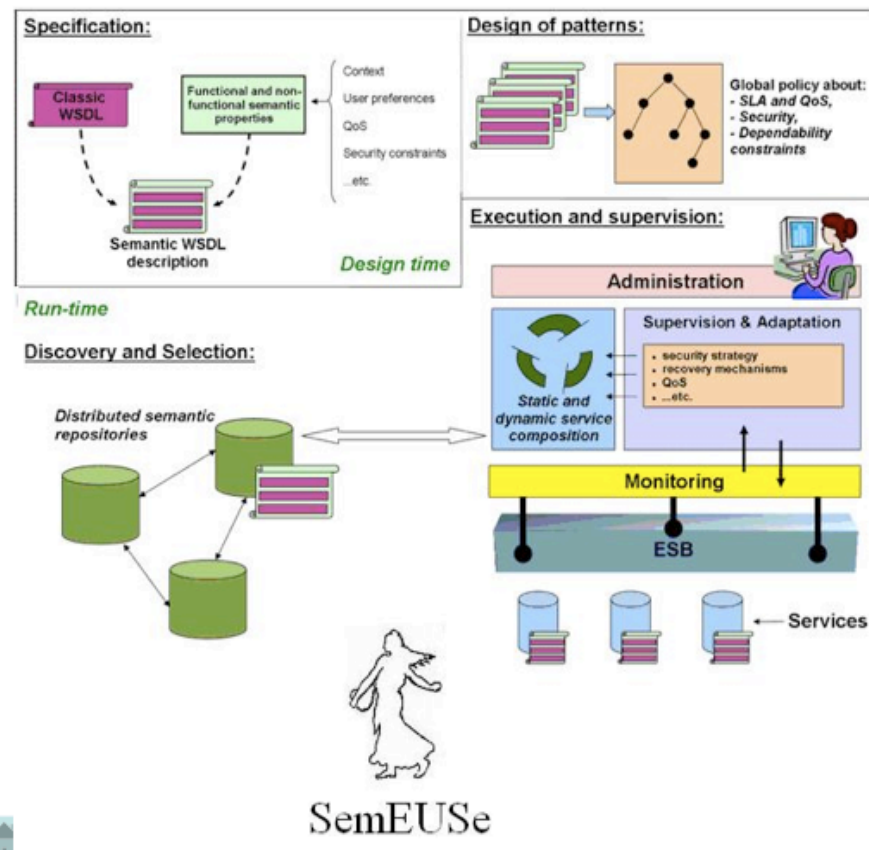 Specification:
Classic
WSDL
Functional and non-
functional semantic
properties
Context
User preferences
QoS
Security constraints
...etc.
Semantic WSDL
description
Design time
Design of patterns:
Global policy about:
- SLA and QoS,
- Security,
- Dependability
constraints
Run-time
Discovery and Selection:
Distributed semantic
repositories
Execution and supervision:
Administration
Static and
dynamic service
composition
Supervision & Adaptation
• security strategy
• recovery mechanisms
• QoS
• ...etc.
Monitoring
ESB
Services
SemEUSe